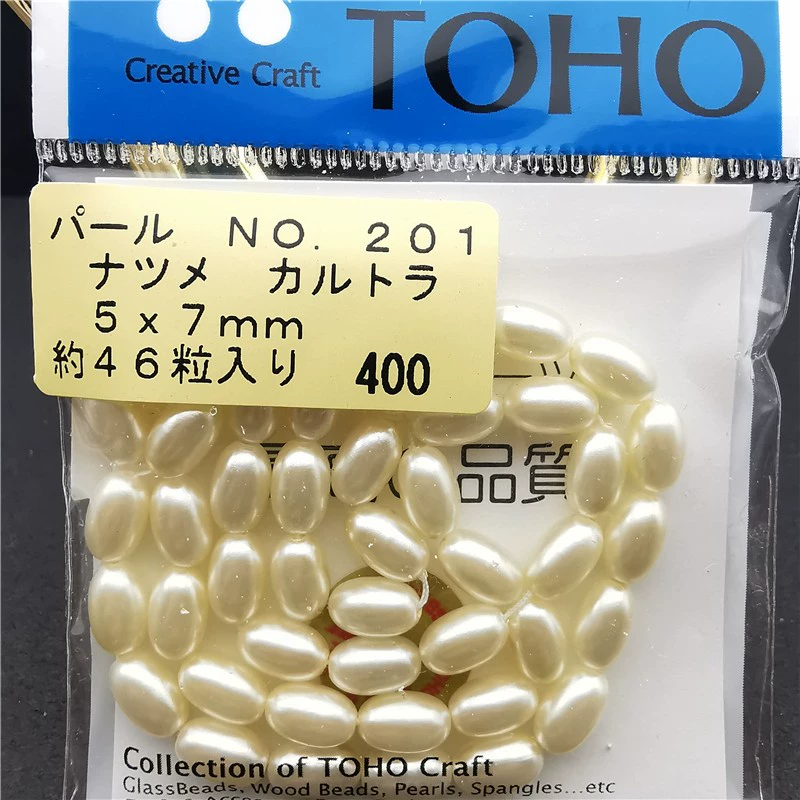 Creative Craft
TOHO
パール　NO. 201
ナツメ　カルトラ
5x7mm
約46粒入り 400
品質
Collection of TOHO Craft
GlassBeads, Wood Beads, Pearls, Spangles...etc